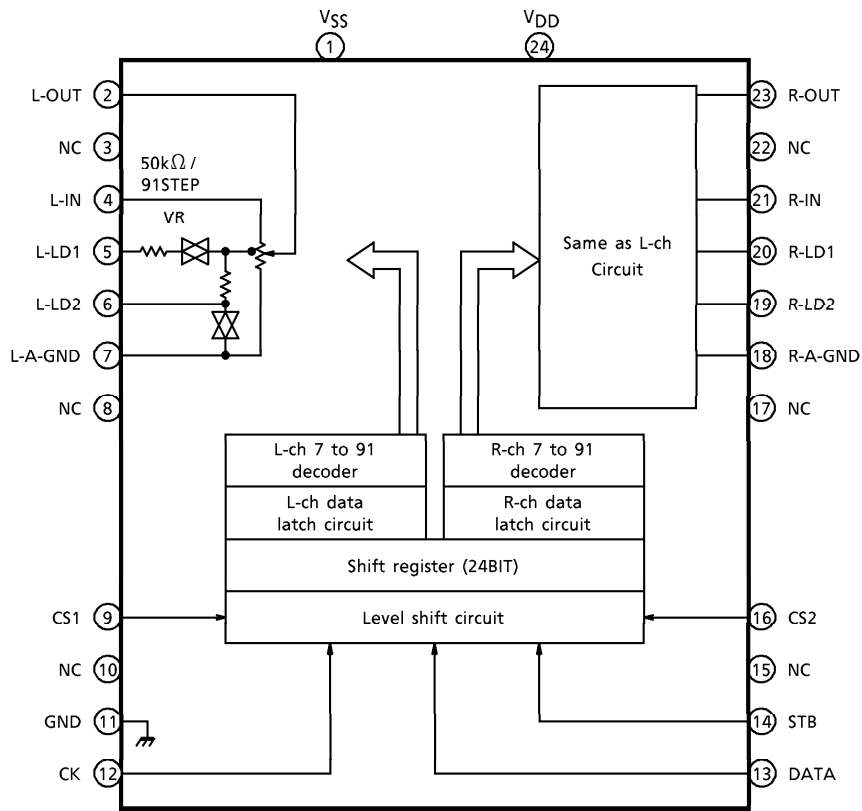 VSS
VDD
1
24
L-OUT 2
23 R-OUT
NC 3
22 NC
50kΩ /
91STEP
L-IN 4
21 R-IN
VR
L-LD1 5
20 R-LD1
Same as L-ch
Circuit
L-LD2 6
19 R-LD2
L-A-GND 7
18 R-A-GND
NC 8
17 NC
L-ch 7 to 91
decoder
R-ch 7 to 91
decoder
L-ch data
latch circuit
R-ch data
latch circuit
Shift register (24BIT)
CS1 9
Level shift circuit
16 CS2
NC 10
15 NC
GND 11
14 STB
CK 12
13 DATA